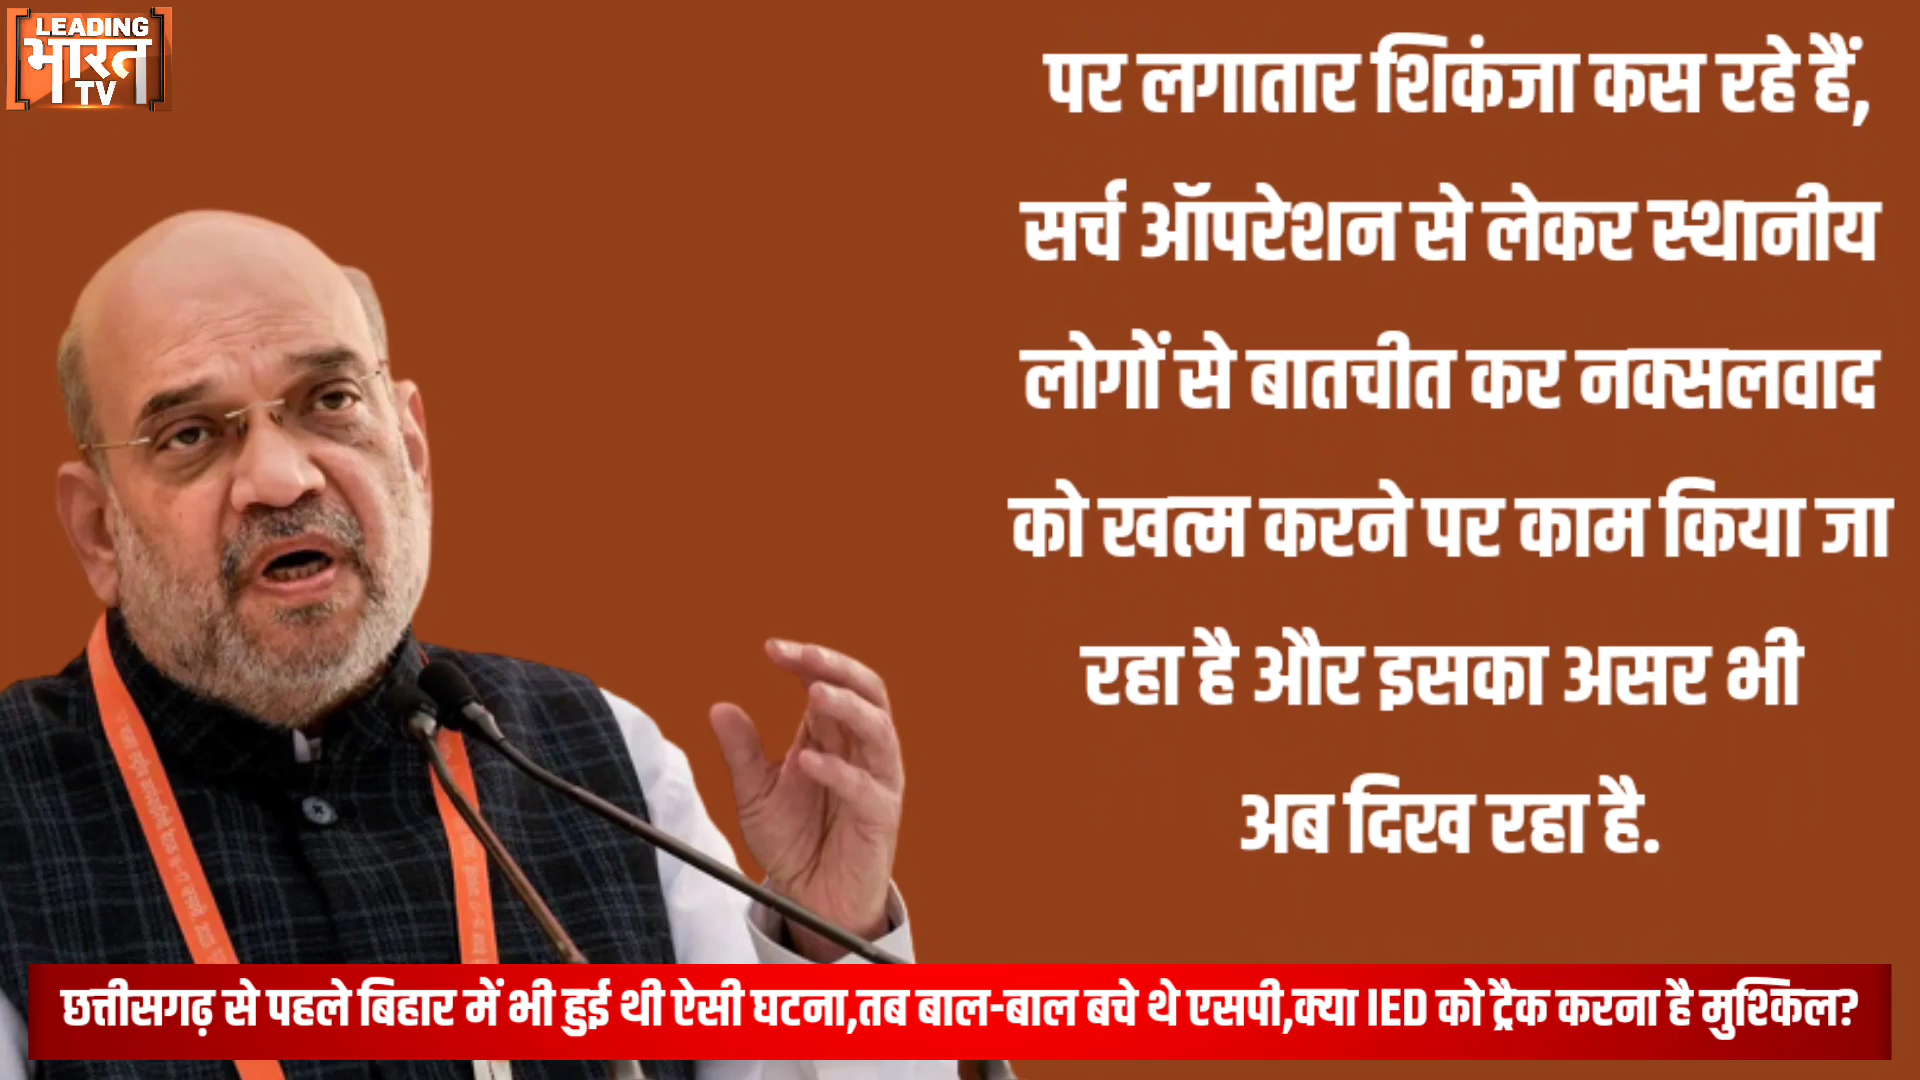 LEADING
भारत
TV
पर लगातार शिकंजा कस रहे हैं,
सर्च ऑपरेशन से लेकर स्थानीय
लोगों से बातचीत कर नक्सलवाद
को खत्म करने पर काम किया जा
रहा है और इसका असर भी
अब दिख रहा है.
छत्तीसगढ़ से पहले बिहार में भी हुई थी ऐसी घटना,तब बाल-बाल बचे थे एसपी,क्या IED को ट्रैक करना है मुश्किल?